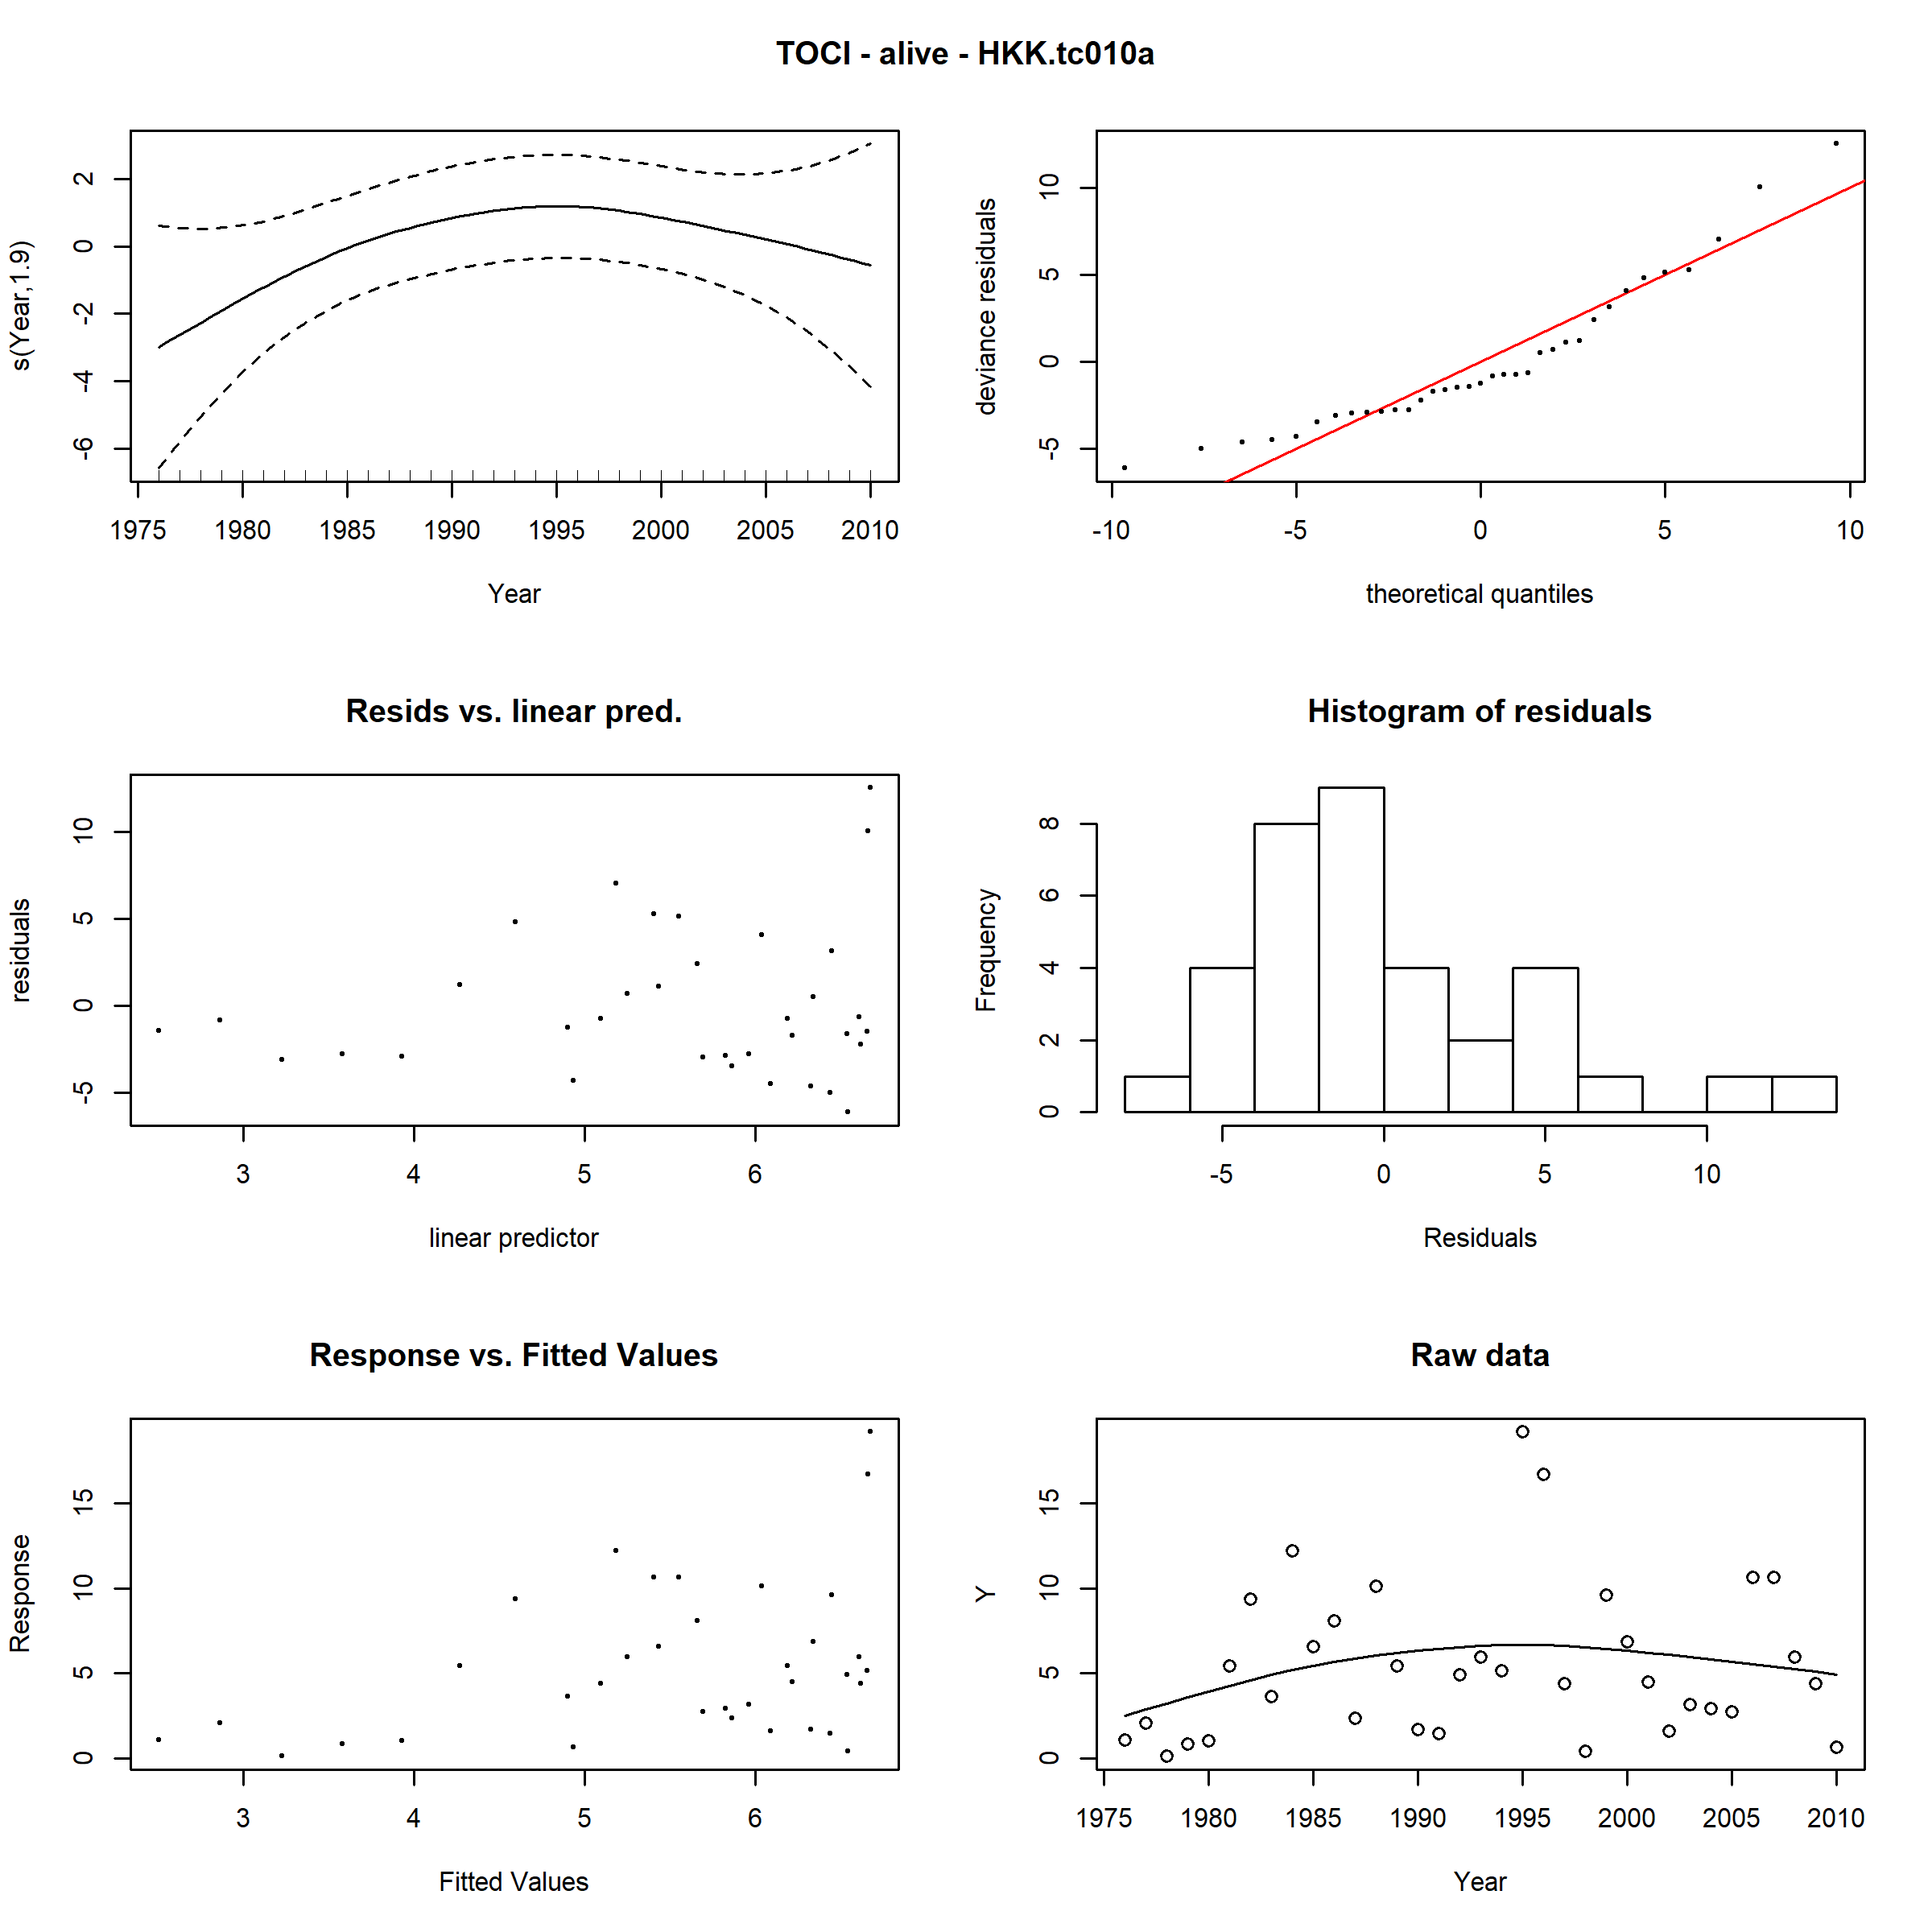 TOCI - alive - HKK.tc010a
s(Year,1.9)
2
0
-2
-4
-6
1975 1980 1985 1990 1995 2000 2005 2010
Year
deviance residuals
10
5
0
-5
-10 -5 0 5 10
theoretical quantiles
Resids vs. linear pred.
residuals
10
5
0
-5
3 4 5 6
linear predictor
Histogram of residuals
Frequency
8
6
4
2
0
-5 0 5 10
Residuals
Response vs. Fitted Values
Response
15
10
5
0
3 4 5 6
Fitted Values
Raw data
Y
15
10
5
0
1975 1980 1985 1990 1995 2000 2005 2010
Year